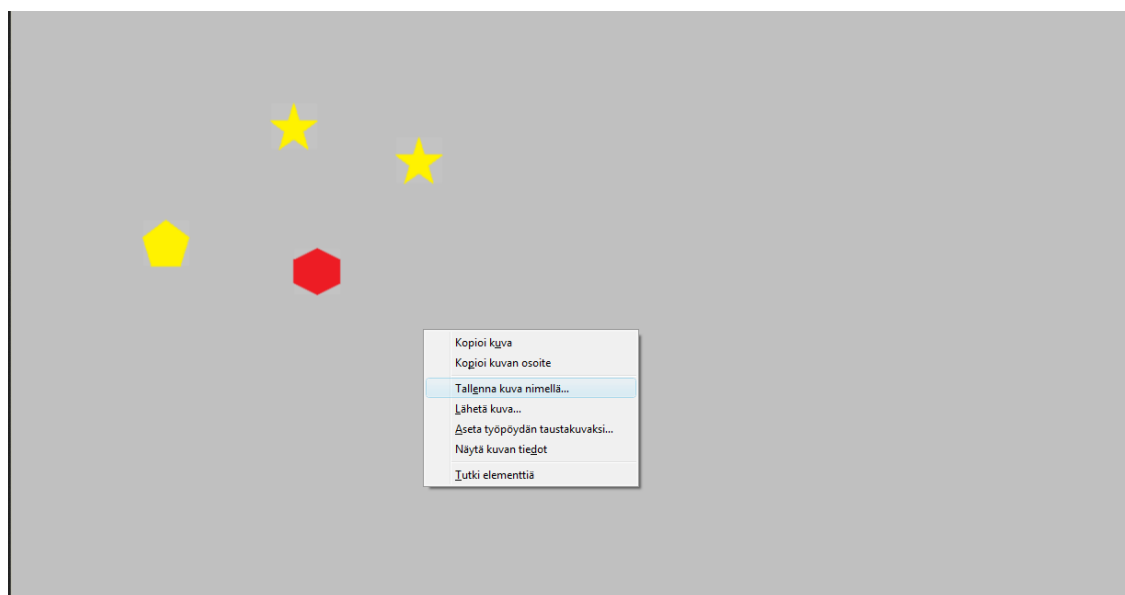 Kopioi kuva
Kopioi kuvan osoite
Tallenna kuva nimellä...
Lähetä kuva...
Aseta työpöydän taustakuvaksi...
Näytä kuvan tiedot
Tutki elementtiä